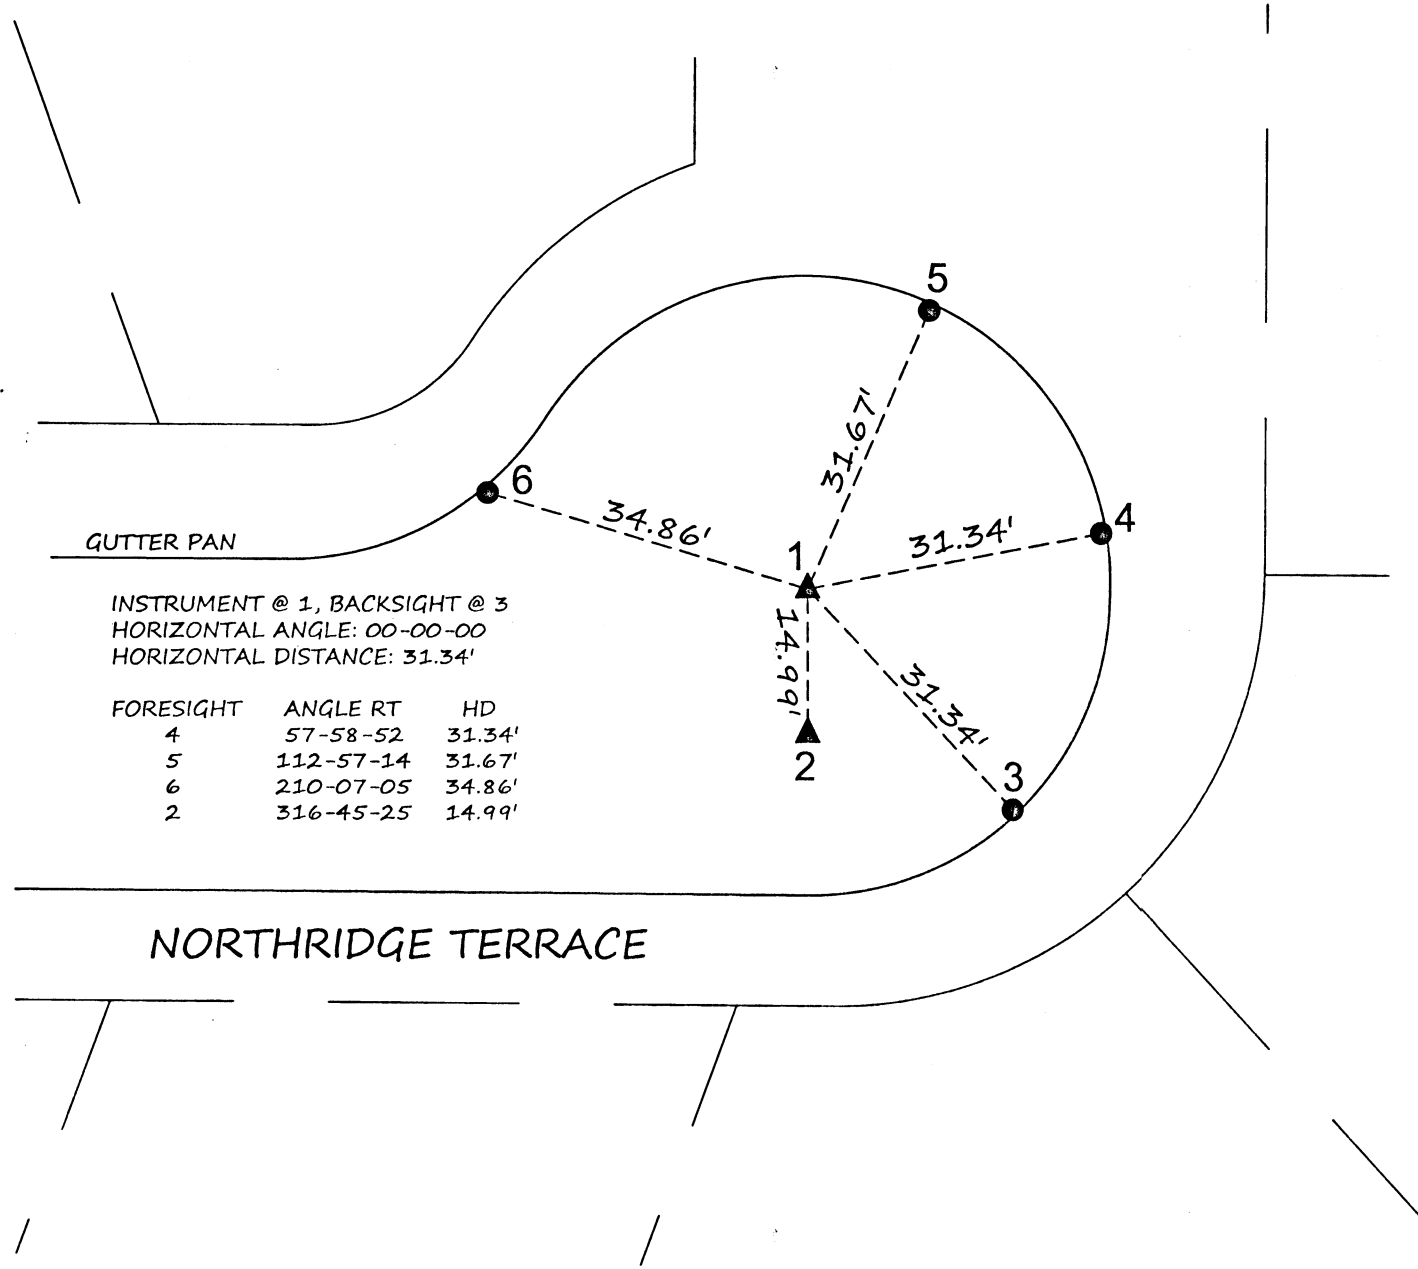 5
31.67'
6
34.86'
4
31.34'
1
14.99'
31.34'
3
2
GUTTER PAN
INSTRUMENT @ 1, BACKSIGHT @ 3
HORIZONTAL ANGLE: 00-00-00
HORIZONTAL DISTANCE: 31.34'
FORESIGHT ANGLE RT HD
4 57-58-52 31.34'
5 112-57-14 31.67'
6 210-07-05 34.86'
2 316-45-25 14.99'
NORTHRIDGE TERRACE